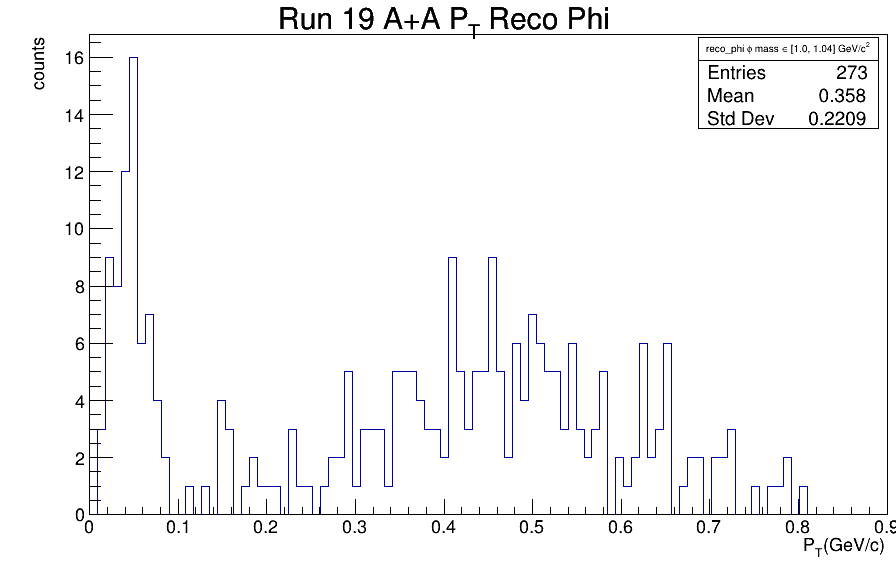 Run 19 A+A P_T Reco Phi
counts
reco_phi ϕ mass ∈ [1.0, 1.04] GeV/c²
Entries 273
Mean 0.358
Std Dev 0.2209
16
14
12
10
8
6
4
2
0
0 0.1 0.2 0.3 0.4 0.5 0.6 0.7 0.8 0.9
P_T(GeV/c)